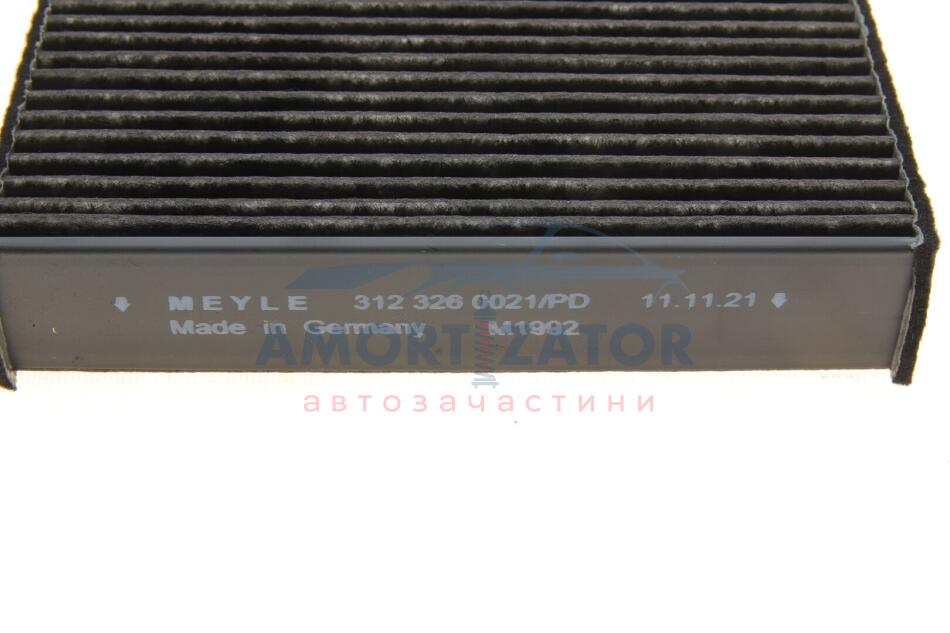 MEYLE 312 326 0021/PD 11.11.21
Made in Germany M1992
AMORTIZATOR
автозачастини